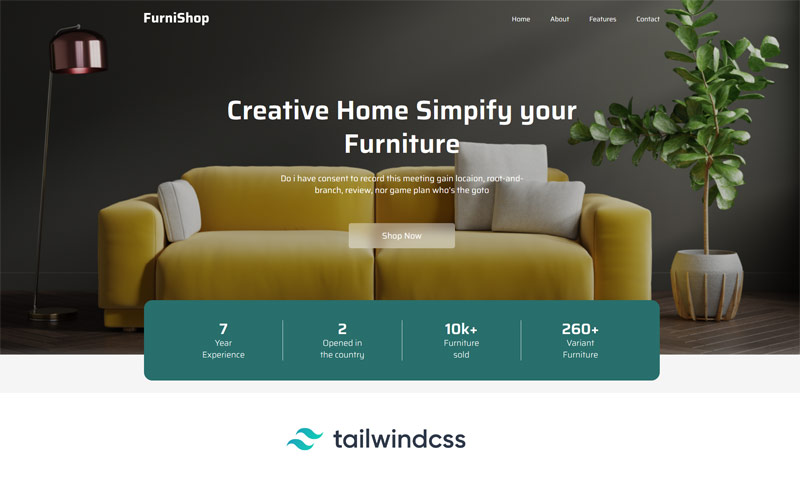 FurniShop
Home About Features Contact
Creative Home Simpify your
Furniture
Do i have consent to record this meeting gain locaion, root-and-
branch, review, nor game plan who's the goto
Shop Now
7
Year
Experience
2
Opened in
the country
10k+
Furniture
sold
260+
Variant
Furniture
tailwindcss